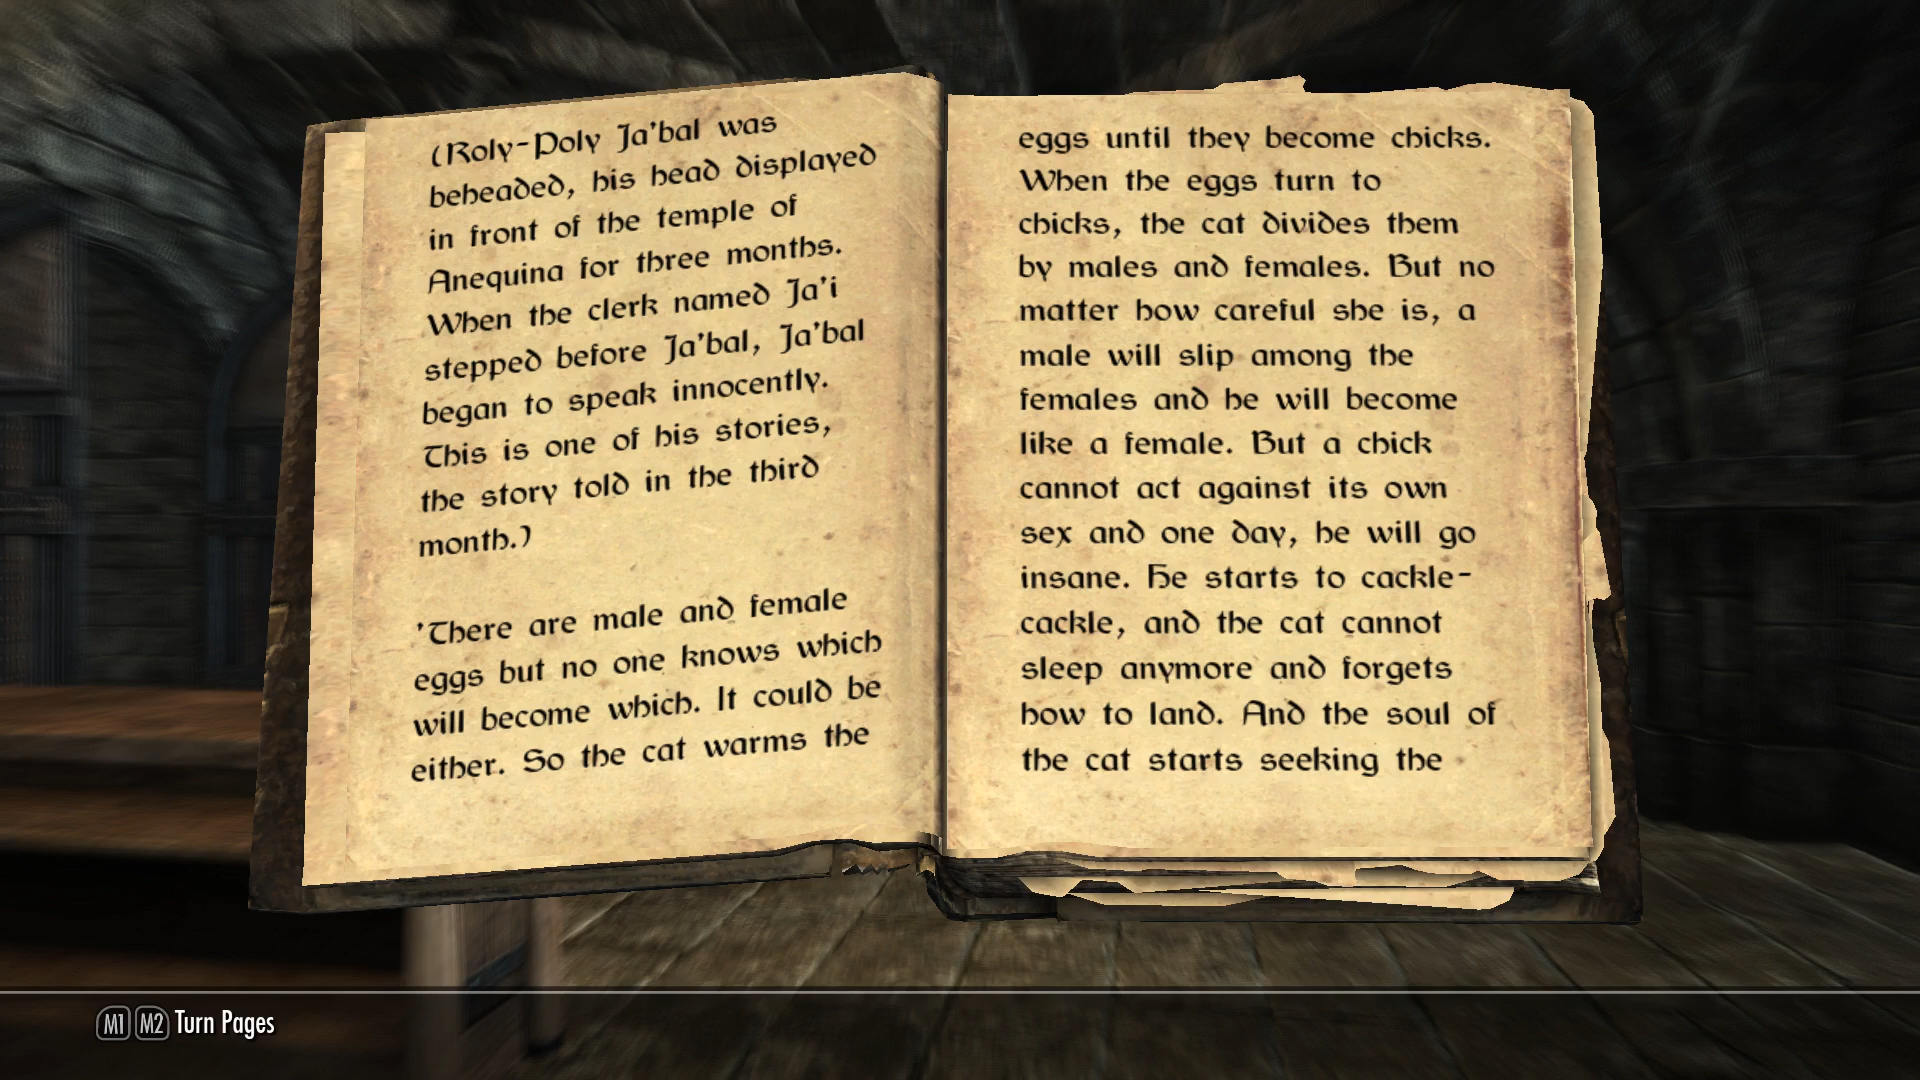 (Roly-Poly Ja'bal was
beheaded, his head displayed
in front of the temple of
Anequina for three months.
When the clerk named Ja'i
stepped before Ja'bal, Ja'bal
began to speak innocently.
This is one of his stories,
the story told in the third
month.)
'There are male and female
eggs but no one knows which
will become which. It could be
either. So the cat warms the
eggs until they become chicks.
When the eggs turn to
chicks, the cat divides them
by males and females. But no
matter how careful she is, a
male will slip among the
females and he will become
like a female. But a chick
cannot act against its own
sex and one day, he will go
insane. He starts to cackle-
cackle, and the cat cannot
sleep anymore and forgets
how to land. And the soul of
the cat starts seeking the
M1 M2 Turn Pages